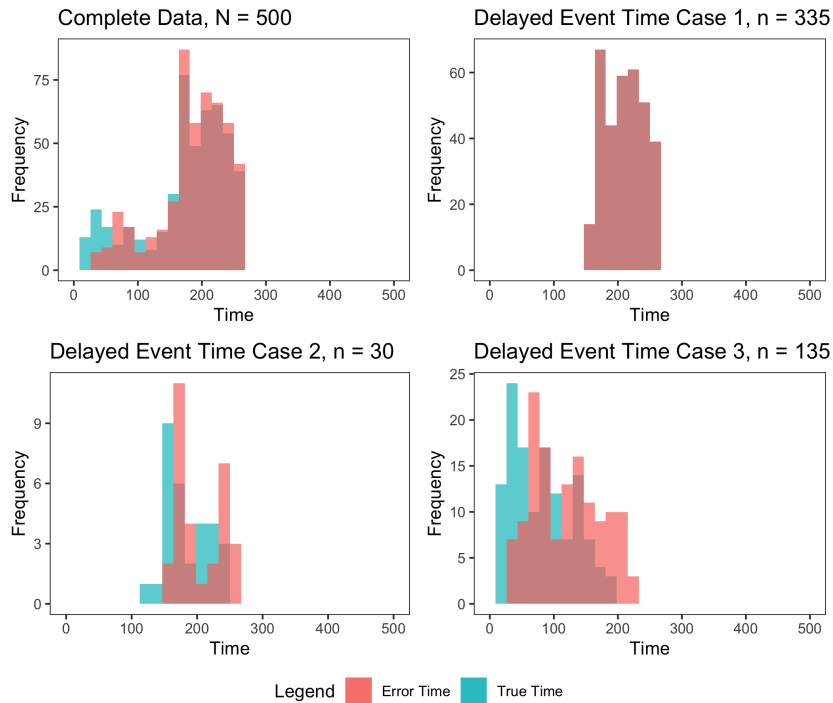 Complete Data, N = 500
Frequency
75
50
25
0
0 100 200 300 400 500
Time
Delayed Event Time Case 1, n = 335
Frequency
60
40
20
0
0 100 200 300 400 500
Time
Delayed Event Time Case 2, n = 30
Frequency
9
6
3
0
0 100 200 300 400 500
Time
Delayed Event Time Case 3, n = 135
Frequency
25
20
15
10
5
0
0 100 200 300 400 500
Time
Legend Error Time True Time